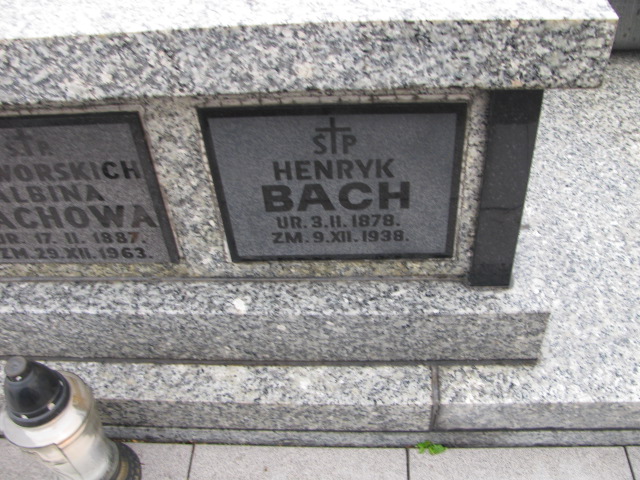 Ś✝P
WORSKICH
ALBINA
ACHOWA
UR. 17. 11. 1887.
ZM. 29. XII. 1963.
Ś✝P
HENRYK
BACH
UR. 3. II. 1878.
ZM. 9. XII. 1938.